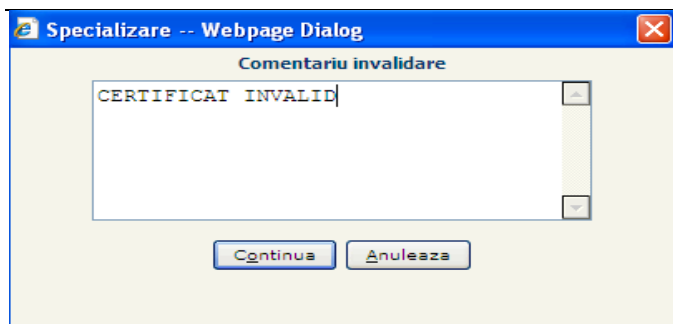 Specializare -- Webpage Dialog
Comentariu invalidare
CERTIFICAT INVALID
Continua Anuleaza